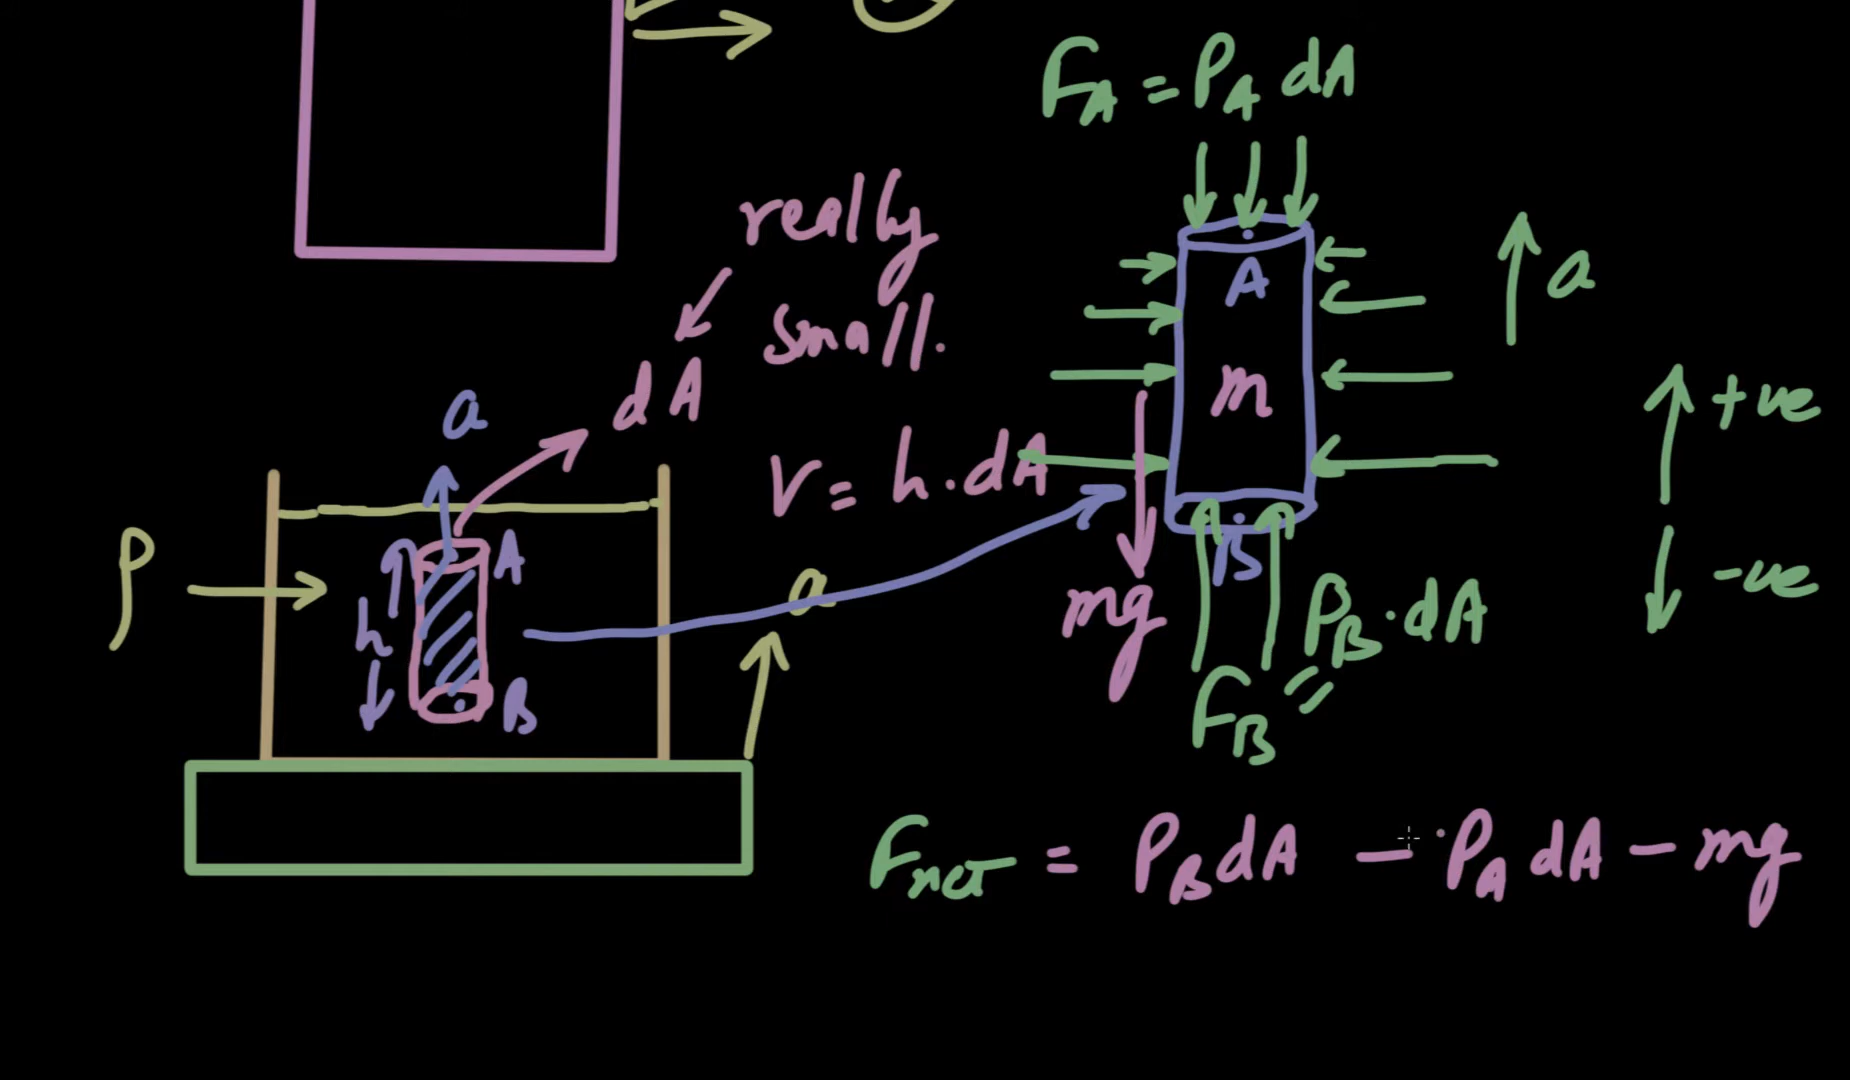 F_A = P_A dA
really
small.
dA
a
A
m
a
+ve
-ve
V = h.dA
a
A
B
ρ
h
B
a
mg
P_B.dA
F_B =
F_net = P_B dA - P_A dA - mg